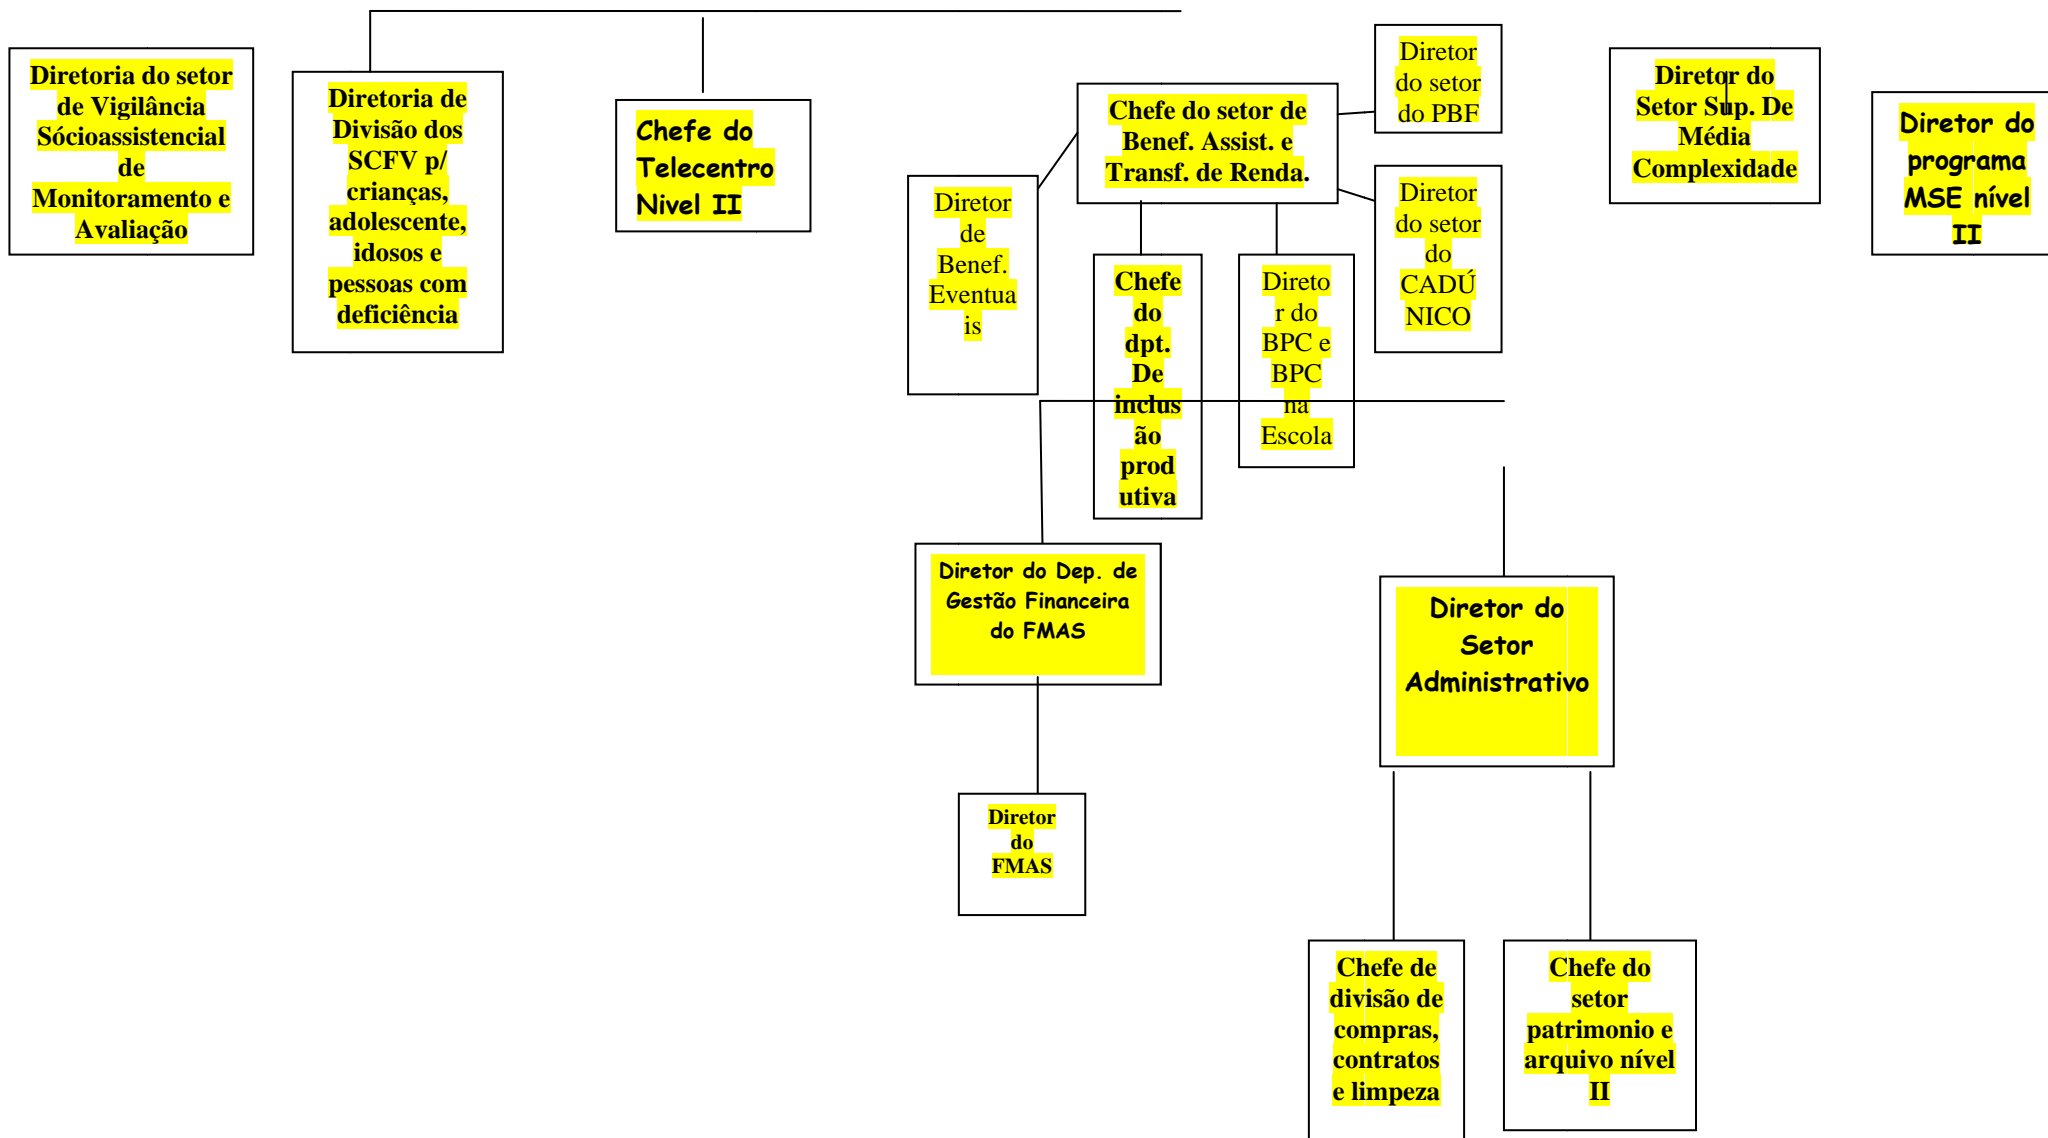 Diretoria do setor
de Vigilância
Sócioassistencial
de
Monitoramento e
Avaliação
Diretoria de
Divisão dos
SCFV p/
crianças,
adolescente,
idosos e
pessoas com
deficiência
Chefe do
Telecentro
Nivel II
Diretor
de
Benef.
Eventua
is
Chefe do setor de
Benef. Assist. e
Transf. de Renda.
Diretor
do setor
do PBF
Diretor
do setor
do
CADÚ
NICO
Chefe
do
dpt.
De
inclus
ão
prod
utiva
Direto
r do
BPC e
BPC
na
Escola
Diretor do
Setor Sup. De
Média
Complexidade
Diretor do
programa
MSE nível
II
Diretor do Dep. de
Gestão Financeira
do FMAS
Diretor do
Setor
Administrativo
Diretor
do
FMAS
Chefe de
divisão de
compras,
contratos
e limpeza
Chefe do
setor
patrimonio e
arquivo nível
II